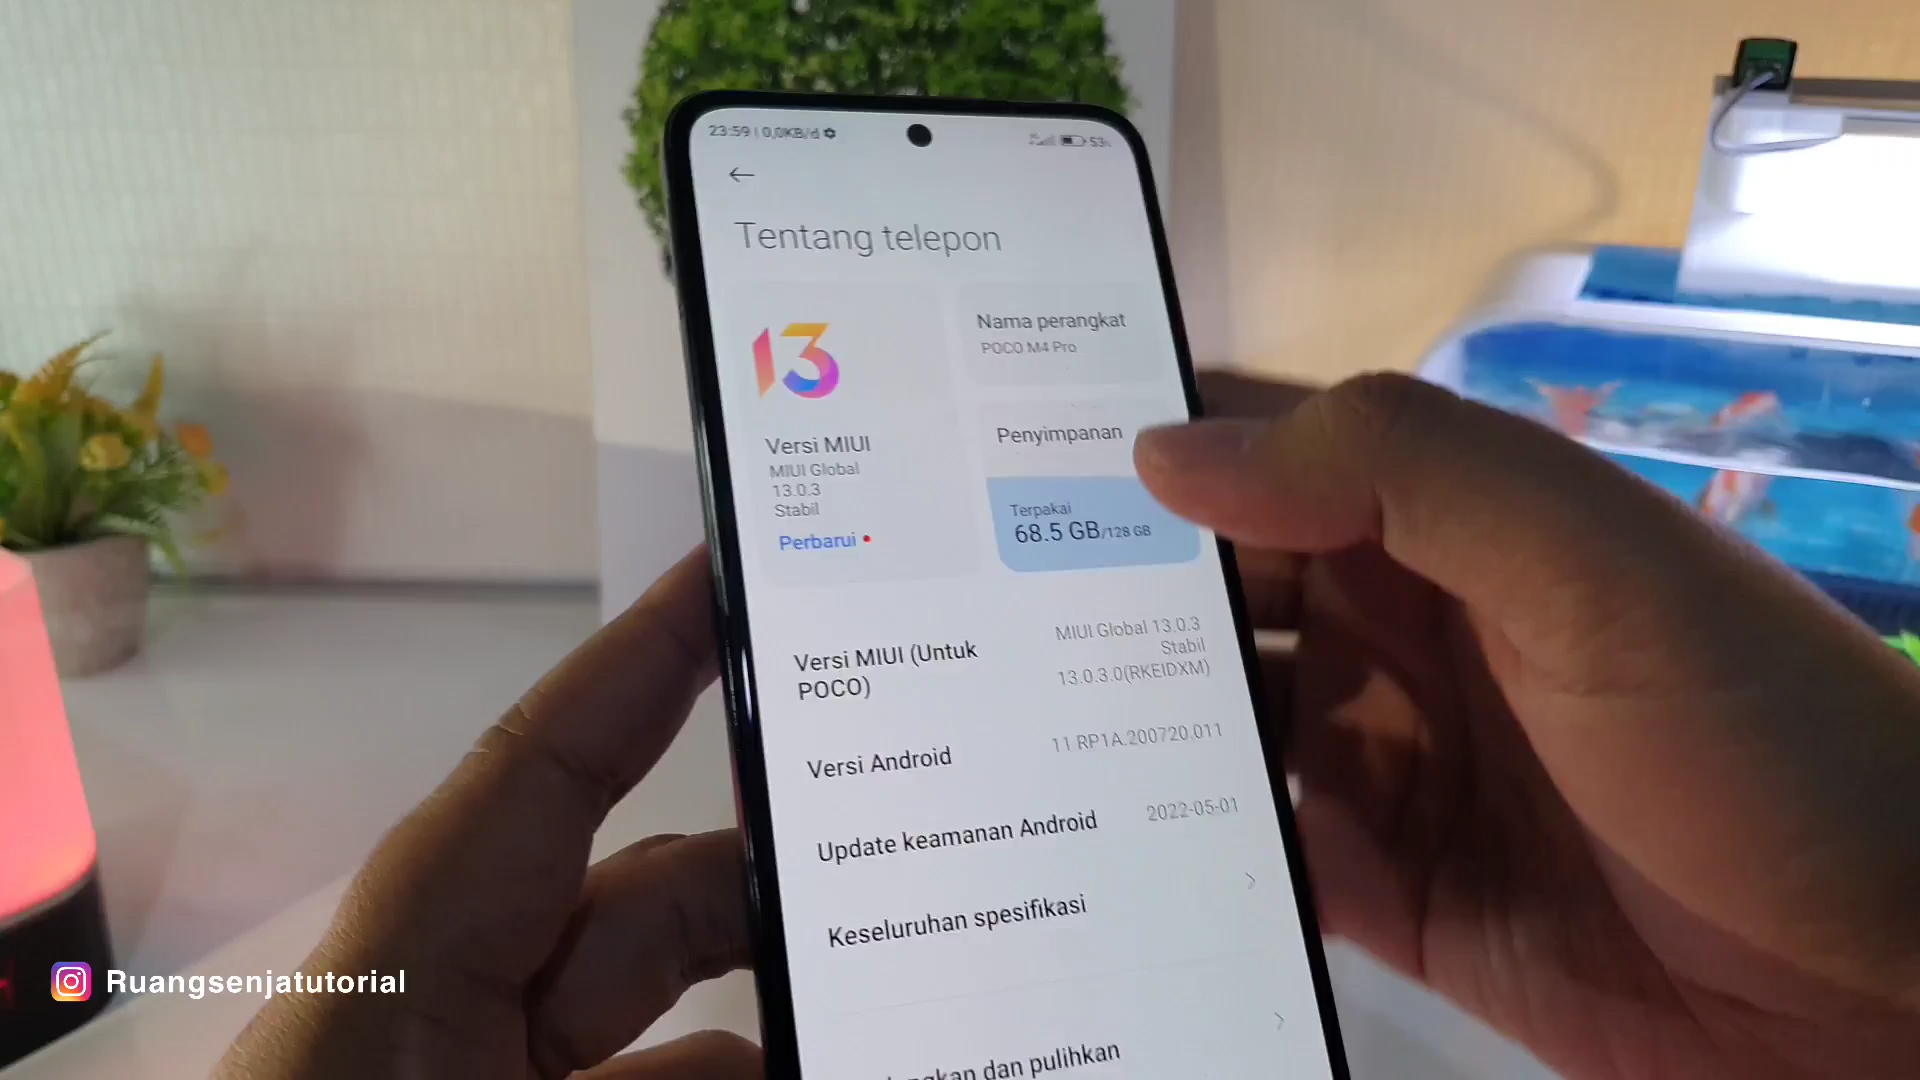 23:59 | 0,0KB/d
53
Tentang telepon
13
Nama perangkat
POCO M4 Pro
Versi MIUI
MIUI Global
13.0.3
Stabil
Perbarui
Penyimpanan
Terpakai
68.5 GB/128 GB
Versi MIUI (Untuk
POCO)
MIUI Global 13.0.3
Stabil
13.0.3.0(RKEIDXM)
Versi Android
11 RP1A.200720.011
Update keamanan Android
2022-05-01
Keseluruhan spesifikasi
dan pulihkan
Ruangsenjatutorial